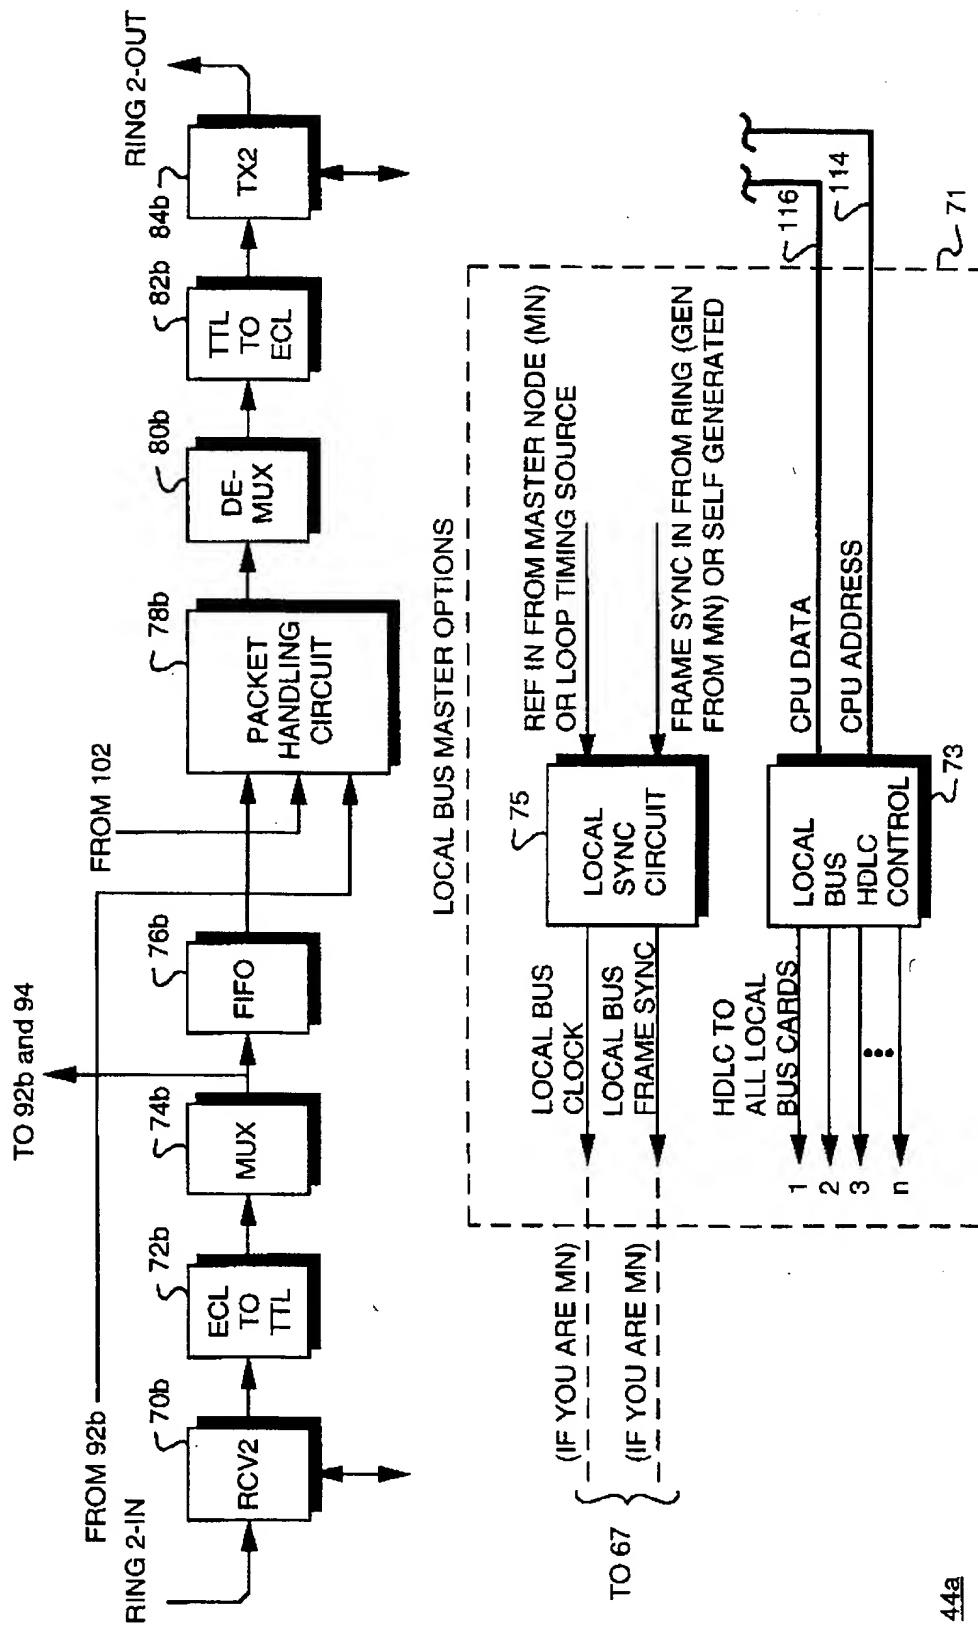 RING 2-IN
FROM 92b
TO 92b and 94
FROM 102
RING 2-OUT
70b
RCV2
72b
ECL
TO
TTL
74b
MUX
76b
FIFO
78b
PACKET
HANDLING
CIRCUIT
80b
DE-
MUX
82b
TTL
TO
ECL
84b
TX2
LOCAL BUS MASTER OPTIONS
TO 67
(IF YOU ARE MN)
(IF YOU ARE MN)
LOCAL BUS
CLOCK
LOCAL BUS
FRAME SYNC
75
LOCAL
SYNC
CIRCUIT
REF IN FROM MASTER NODE (MN)
OR LOOP TIMING SOURCE
FRAME SYNC IN FROM RING (GEN
FROM MN) OR SELF GENERATED
HDLC TO
ALL LOCAL
BUS CARDS
1
2
3
n
LOCAL
BUS
HDLC
CONTROL
73
CPU DATA
CPU ADDRESS
116
114
71
44a